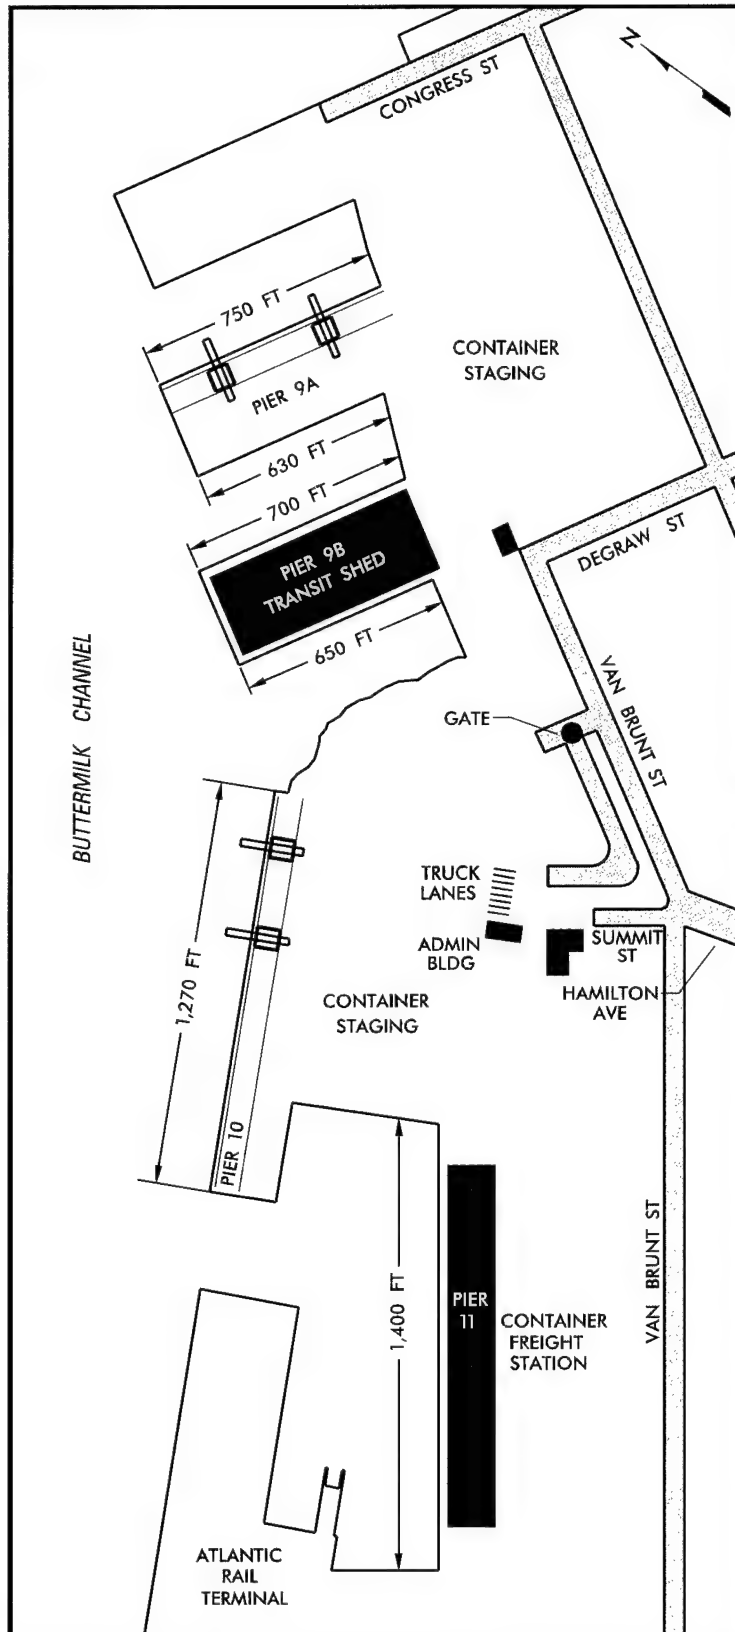 N
CONGRESS ST
750 FT
CONTAINER
STAGING
PIER 9A
630 FT
700 FT
PIER 9B
TRANSIT SHED
DEGRAW ST
650 FT
BUTTERMILK CHANNEL
VAN BRUNT ST
GATE
TRUCK
LANES
ADMIN
BLDG
SUMMIT
ST
HAMILTON
AVE
1,270 FT
CONTAINER
STAGING
PIER 10
VAN BRUNT ST
1,400 FT
PIER
11
CONTAINER
FREIGHT
STATION
ATLANTIC
RAIL
TERMINAL